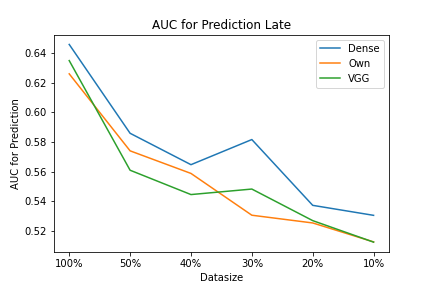 AUC for Prediction Late
Dense
Own
VGG
AUC for Prediction
0.64
0.62
0.60
0.58
0.56
0.54
0.52
100% 50% 40% 30% 20% 10%
Datasize